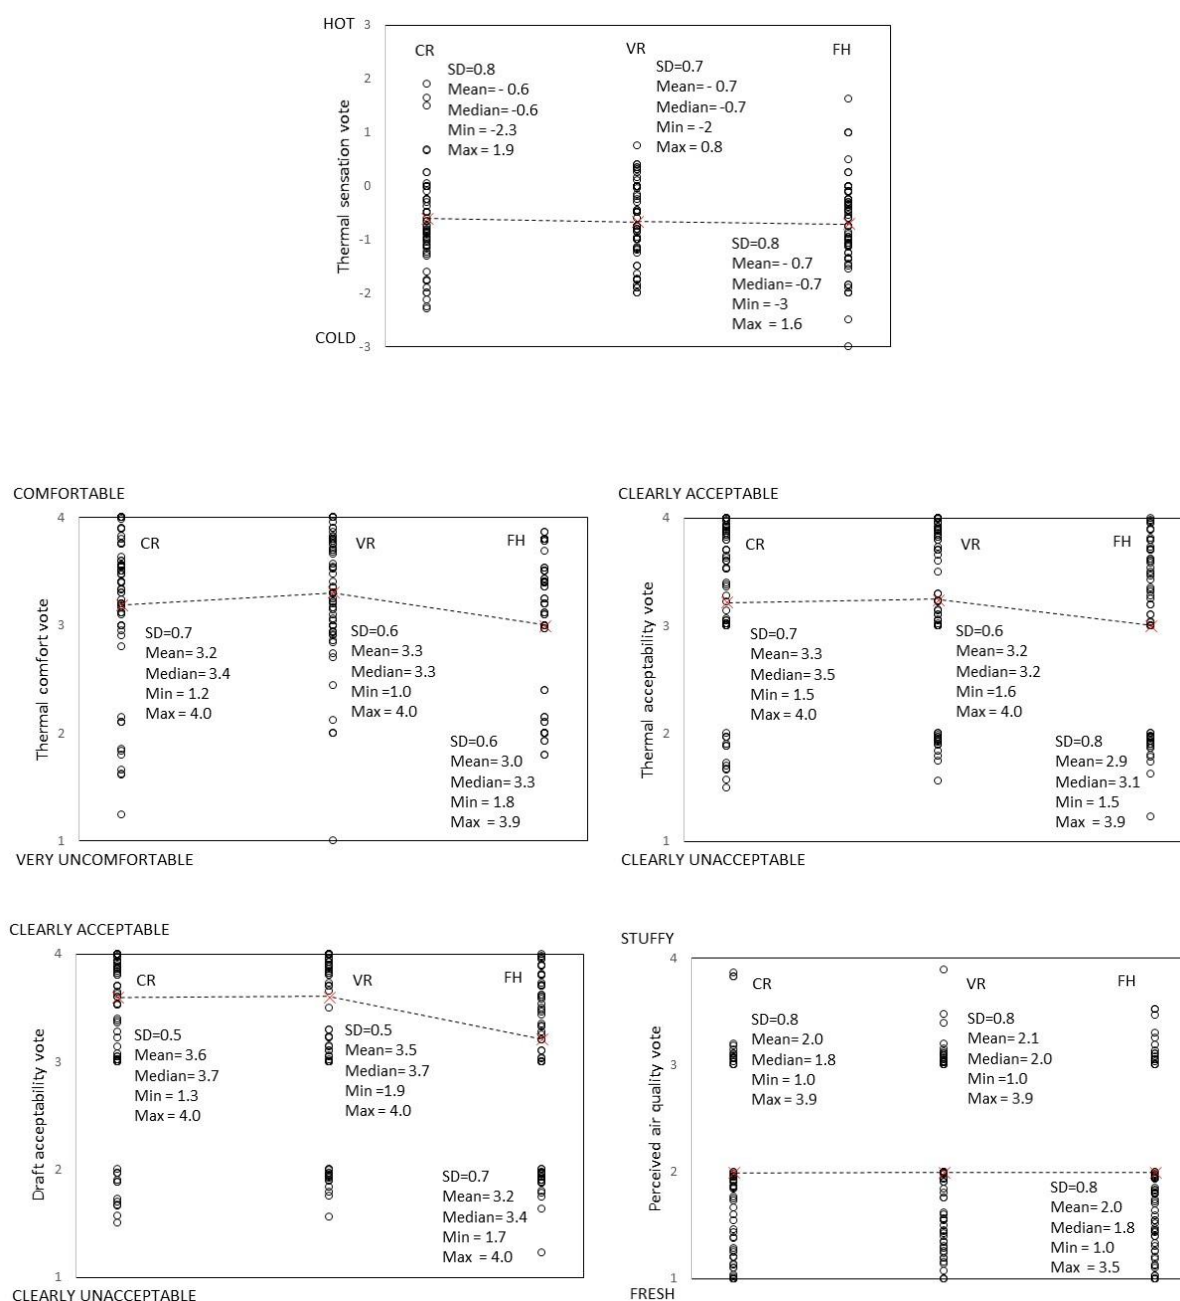 HOT 3
CR
VR
FH
SD=0.8
Mean= - 0.6
Median=-0.6
Min = -2.3
Max = 1.9
SD=0.7
Mean= - 0.7
Median=-0.7
Min = -2
Max = 0.8
SD=0.8
Mean= - 0.7
Median=-0.7
Min = -3
Max = 1.6
2
1
0
-1
-2
COLD -3
Thermal sensation vote
COMFORTABLE
4
3
2
1
Thermal comfort vote
CR
VR
FH
SD=0.7
Mean= 3.2
Median= 3.4
Min = 1.2
Max = 4.0
SD=0.6
Mean= 3.3
Median= 3.3
Min =1.0
Max = 4.0
SD=0.6
Mean= 3.0
Median= 3.3
Min = 1.8
Max = 3.9
VERY UNCOMFORTABLE
CLEARLY ACCEPTABLE
4
3
2
1
Thermal acceptability vote
CR
VR
FH
SD=0.7
Mean= 3.3
Median= 3.5
Min = 1.5
Max = 4.0
SD=0.6
Mean= 3.2
Median= 3.2
Min =1.6
Max = 4.0
SD=0.8
Mean= 2.9
Median= 3.1
Min = 1.5
Max = 3.9
CLEARLY UNACCEPTABLE
CLEARLY ACCEPTABLE
4
3
2
1
Draft acceptability vote
CR
VR
FH
SD=0.5
Mean= 3.6
Median= 3.7
Min = 1.3
Max = 4.0
SD=0.5
Mean= 3.5
Median= 3.7
Min =1.9
Max = 4.0
SD=0.7
Mean= 3.2
Median= 3.4
Min = 1.7
Max = 4.0
CLEARLY UNACCEPTABLE
STUFFY
4
3
2
1
Perceived air quality vote
CR
VR
FH
SD=0.8
Mean= 2.0
Median= 1.8
Min = 1.0
Max = 3.9
SD=0.8
Mean= 2.1
Median= 2.0
Min =1.0
Max = 3.9
SD=0.8
Mean= 2.0
Median= 1.8
Min = 1.0
Max = 3.5
FRESH